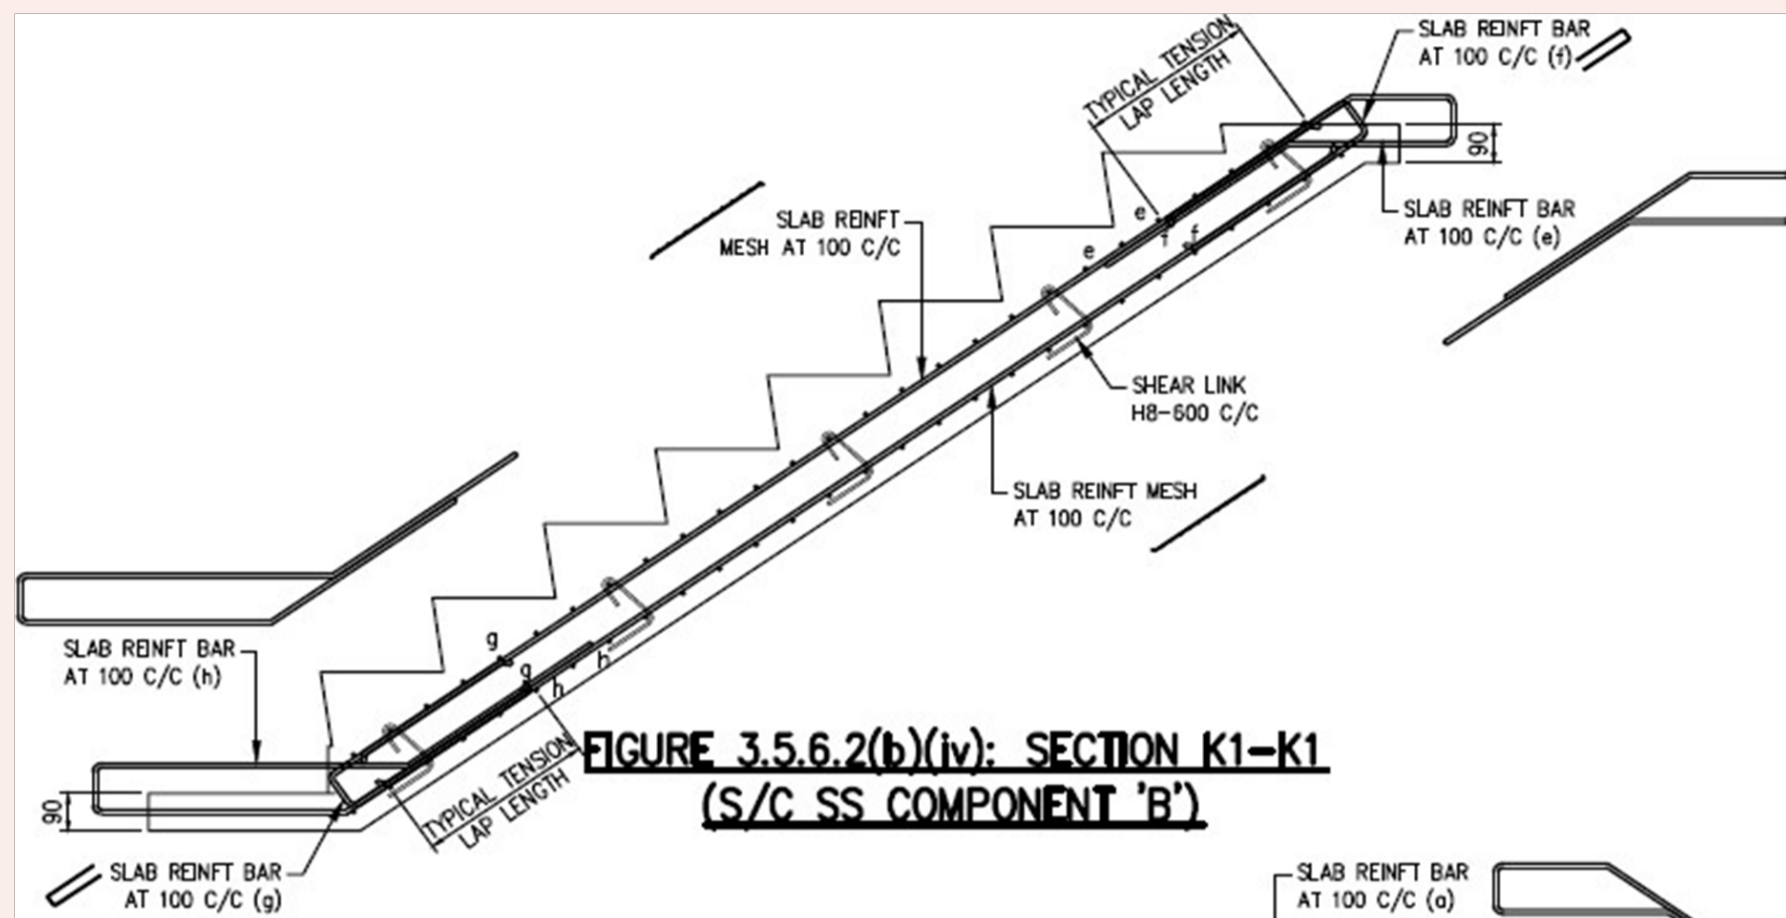 TYPICAL TENSION
LAP LENGTH
SLAB REINFT BAR
AT 100 C/C (f)
90
SLAB REINFT BAR
AT 100 C/C (e)
SLAB REINFT
MESH AT 100 C/C
e
f
f
e
SHEAR LINK
H8-600 C/C
SLAB REINFT MESH
AT 100 C/C
g
g
h
h
SLAB REINFT BAR
AT 100 C/C (h)
90
TYPICAL TENSION
LAP LENGTH
FIGURE 3.5.6.2(b)(iv): SECTION K1-K1
(S/C SS COMPONENT 'B')
SLAB REINFT BAR
AT 100 C/C (g)
SLAB REINFT BAR
AT 100 C/C (a)